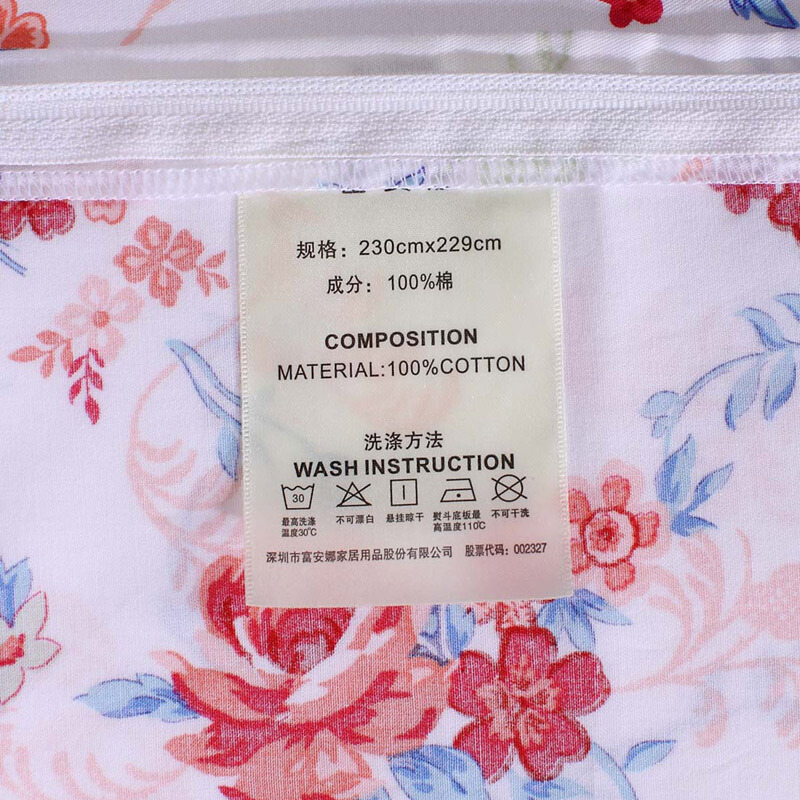 规格：230cmx229cm
成分：100%棉
COMPOSITION
MATERIAL:100%COTTON
洗涤方法
WASH INSTRUCTION
30
最高洗涤温度30℃
不可漂白
悬挂晾干
熨斗底板最高温度110℃
不可干洗
深圳市富安娜家居用品股份有限公司 股票代码：002327